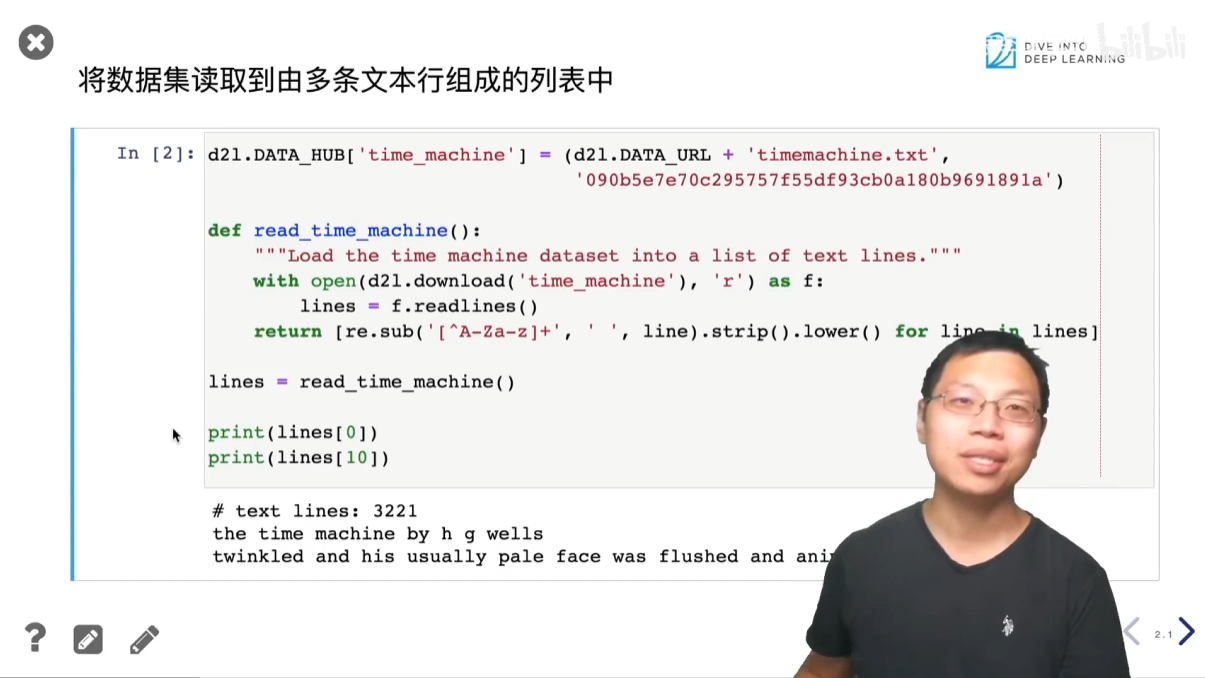 bilibili
DIVE INTO
DEEP LEARNING
将数据集读取到由多条文本行组成的列表中
In [2]:
d2l.DATA_HUB['time_machine'] = (d2l.DATA_URL + 'timemachine.txt',
'090b5e7e70c295757f55df93cb0a180b9691891a')
def read_time_machine():
"""Load the time machine dataset into a list of text lines."""
with open(d2l.download('time_machine'), 'r') as f:
lines = f.readlines()
return [re.sub('[^A-Za-z]+', ' ', line).strip().lower() for line in lines]
lines = read_time_machine()
print(lines[0])
print(lines[10])
# text lines: 3221
the time machine by h g wells
twinkled and his usually pale face was flushed and
?
2.1